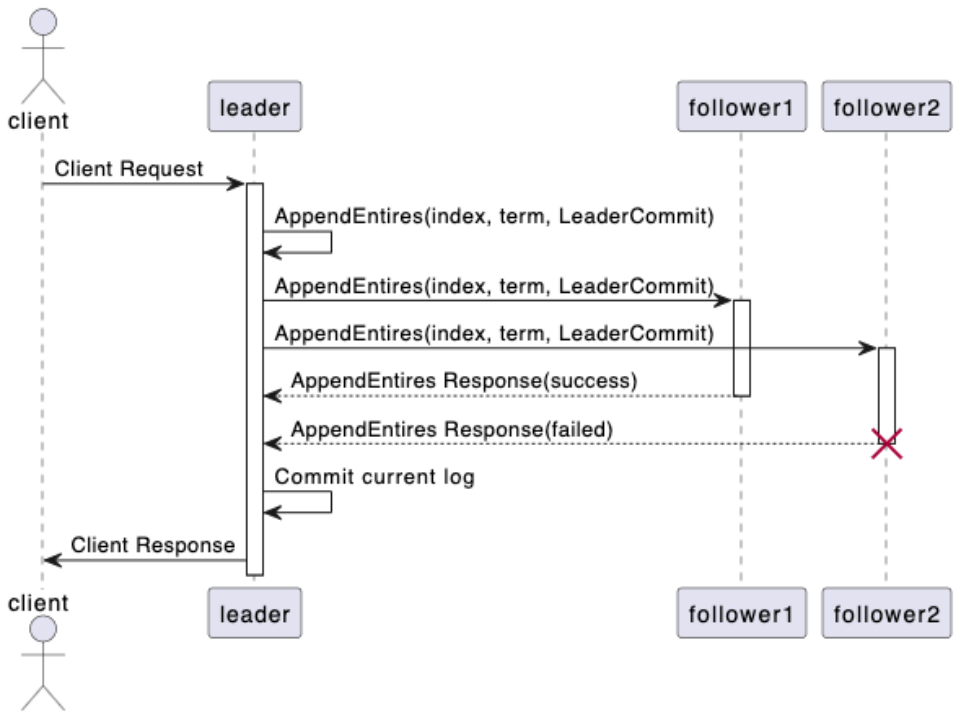 client
leader
follower1
follower2
Client Request
AppendEntires(index, term, LeaderCommit)
AppendEntires(index, term, LeaderCommit)
AppendEntires(index, term, LeaderCommit)
AppendEntires Response(success)
AppendEntires Response(failed)
Commit current log
Client Response
client
leader
follower1
follower2